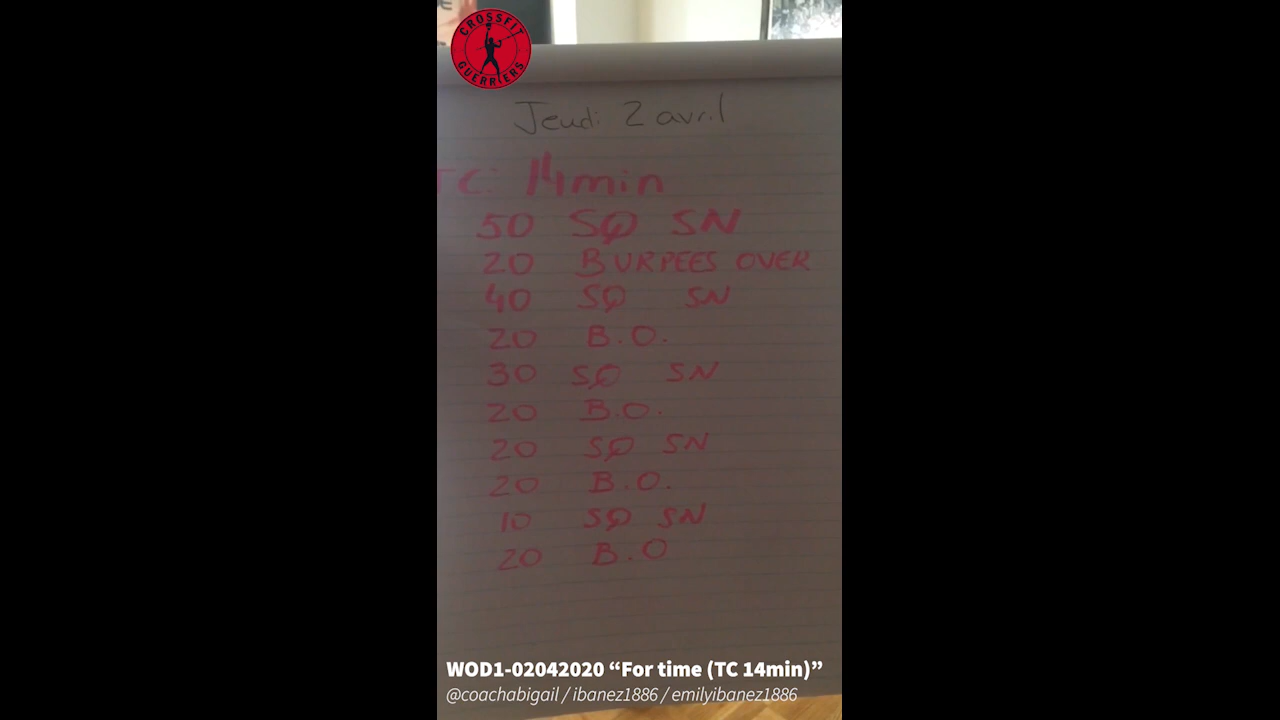 CROSSFIT
GUERRIERS
Jeudi 2 avril
TC: 14min
50 SQ SN
20 BURPEES OVER
40 SQ SN
20 B.O.
30 SQ SN
20 B.O.
20 SQ SN
20 B.O.
10 SQ SN
20 B.O
WOD1-02042020 “For time (TC 14min)”
@coachabigail / ibanez1886 / emilyibanez1886